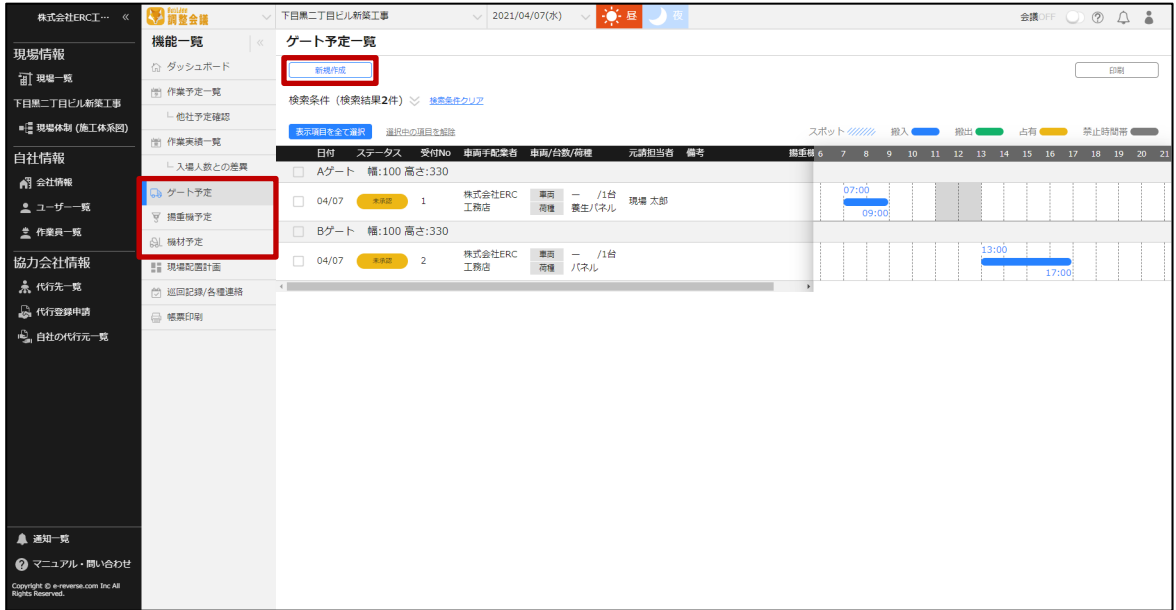 株式会社ERC工… «
現場情報
現場一覧
下目黒二丁目ビル新築工事
現場体制 (施工体系図)
自社情報
会社情報
ユーザー一覧
作業員一覧
協力会社情報
代行先一覧
代行登録申請
自社の代行元一覧
通知一覧
マニュアル・問い合わせ
Copyright © e-reverse.com Inc All
Rights Reserved.
調整会議
機能一覧 «
ダッシュボード
作業予定一覧
他社予定確認
作業実績一覧
入場人数との差異
ゲート予定
揚重機予定
機材予定
現場配置計画
巡回記録/各種連絡
帳票印刷
下目黒二丁目ビル新築工事 2021/04/07(水) 昼 夜 会議OFF
ゲート予定一覧
新規作成 印刷
検索条件（検索結果2件） 検索条件クリア
表示項目を全て選択 選択中の項目を解除 スポット 搬入 搬出 占有 禁止時間帯
日付 ステータス 受付No 車両手配業者 車両/台数/荷種 元請担当者 備考 揚重機 6 7 8 9 10 11 12 13 14 15 16 17 18 19 20 21
Aゲート 幅:100 高さ:330
04/07 未承認 1 株式会社ERC工務店 車両 ー /1台 荷種 養生パネル 現場 太郎 07:00 09:00
Bゲート 幅:100 高さ:330
04/07 未承認 2 株式会社ERC工務店 車両 ー /1台 荷種 パネル 13:00 17:00